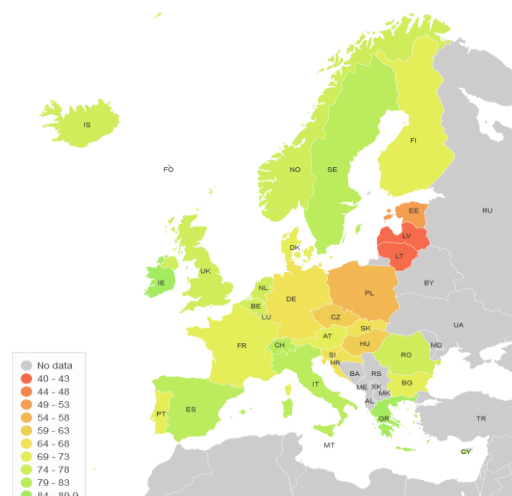 IS
FO
FI
NO
SE
RU
EE
LV
DK
LT
IE
UK
BY
NL
PL
BE
DE
LU
CZ
UA
SK
FR
CH
AT
HU
MD
SI
HR
RO
BA
RS
IT
ME
XK
BG
MK
PT
ES
AL
GR
TR
MT
CY
No data
40 - 43
44 - 48
49 - 53
54 - 58
59 - 63
64 - 68
69 - 73
74 - 78
79 - 83
84 - 89.9